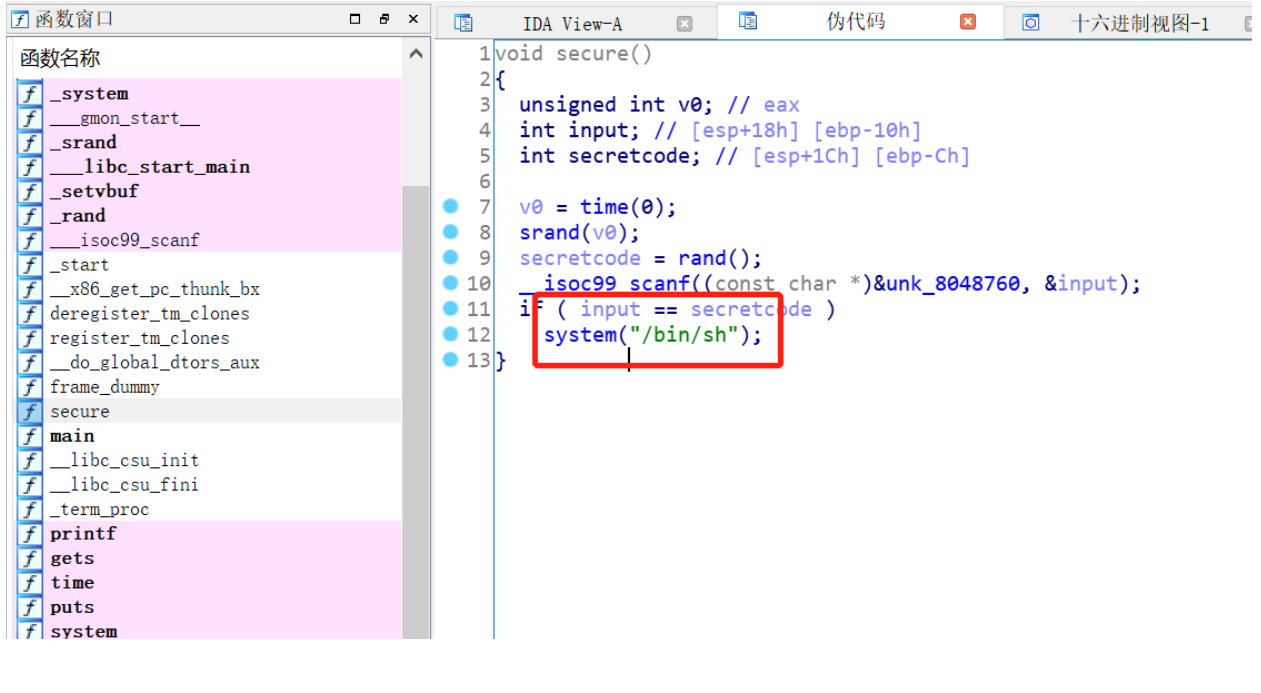 函数窗口
函数名称
_system
___gmon_start__
_srand
___libc_start_main
_setvbuf
_rand
___isoc99_scanf
_start
__x86_get_pc_thunk_bx
deregister_tm_clones
register_tm_clones
__do_global_dtors_aux
frame_dummy
secure
main
__libc_csu_init
__libc_csu_fini
_term_proc
printf
gets
time
puts
system
IDA View-A 伪代码 十六进制视图-1
1 void secure()
2 {
3 unsigned int v0; // eax
4 int input; // [esp+18h] [ebp-10h]
5 int secretcode; // [esp+1Ch] [ebp-Ch]
6
7 v0 = time(0);
8 srand(v0);
9 secretcode = rand();
10 __isoc99_scanf((const char *)&unk_8048760, &input);
11 if ( input == secretcode )
12 system("/bin/sh");
13 }